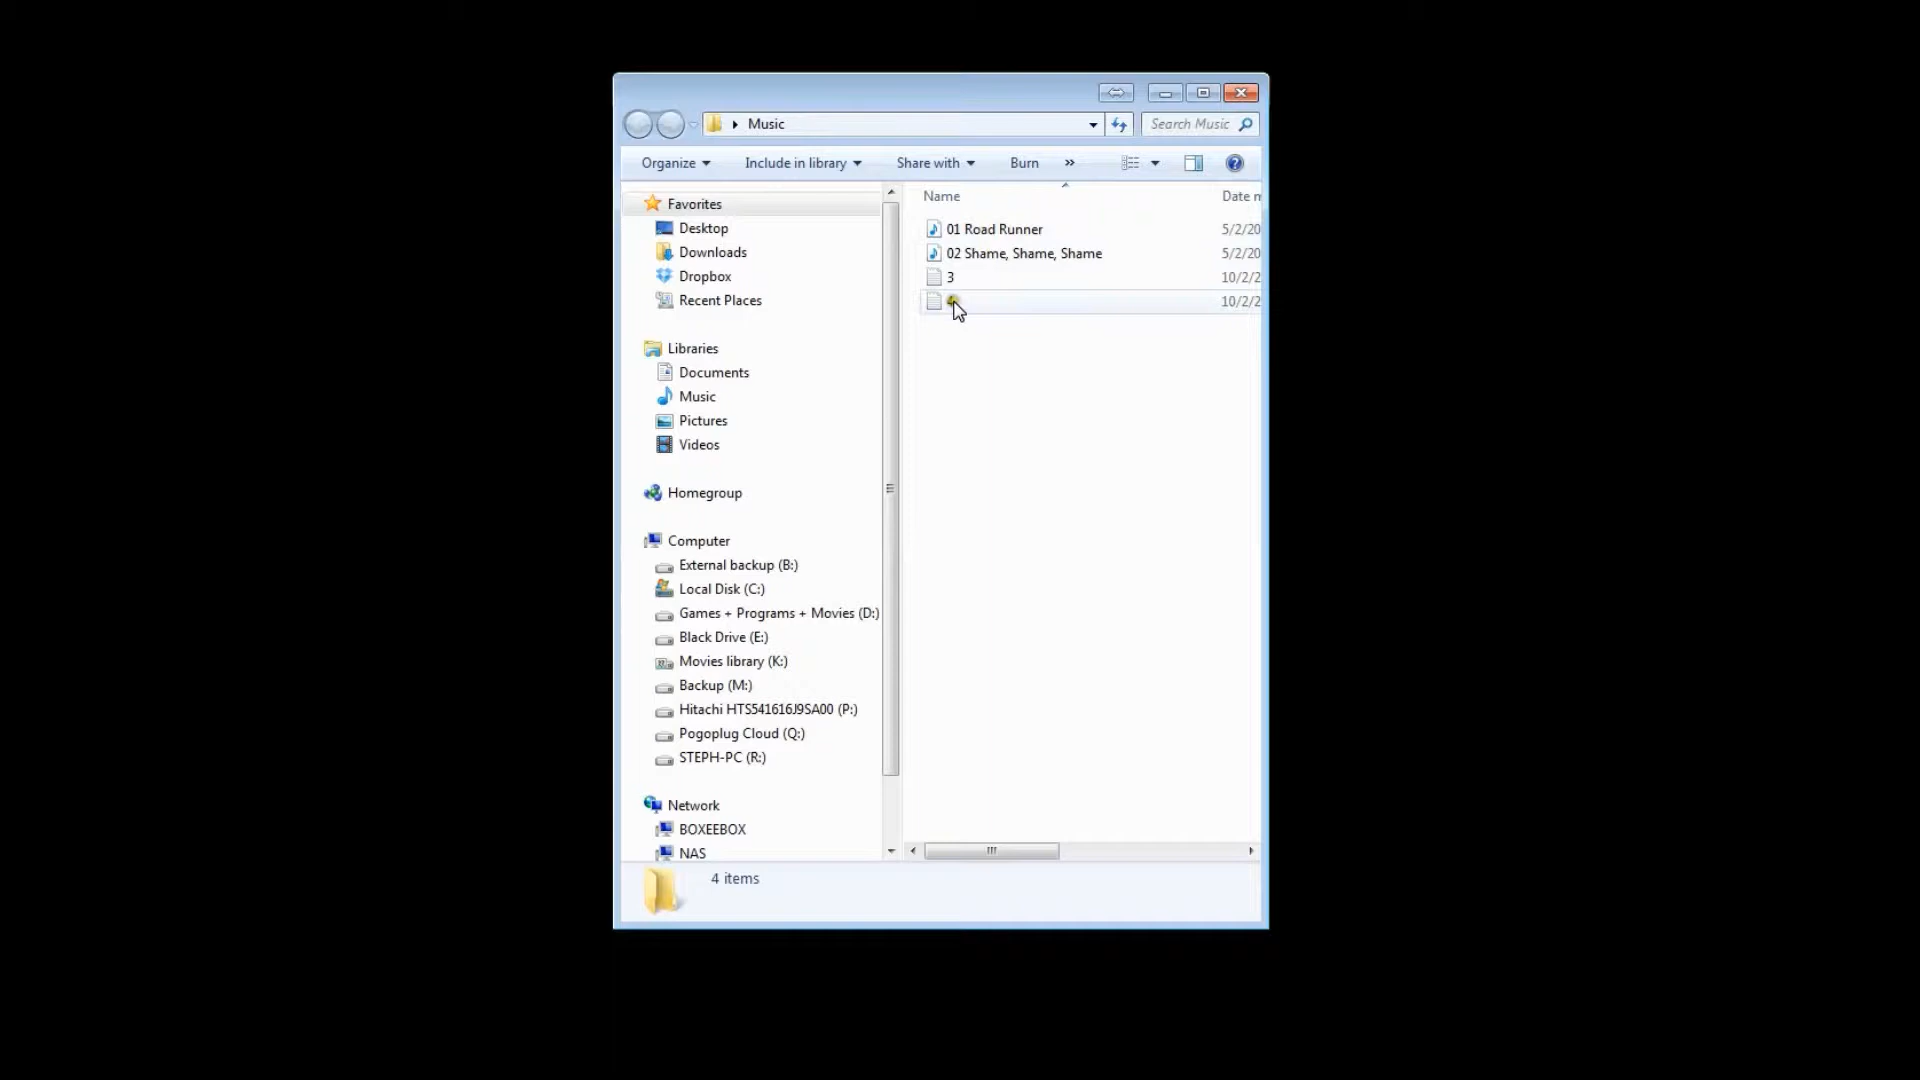 Music
Search Music
Organize
Include in library
Share with
Burn
»
Name
Date m
Favorites
Desktop
Downloads
Dropbox
Recent Places
Libraries
Documents
Music
Pictures
Videos
Homegroup
Computer
External backup (B:)
Local Disk (C:)
Games + Programs + Movies (D:)
Black Drive (E:)
Movies library (K:)
Backup (M:)
Hitachi HTS541616J9SA00 (P:)
Pogoplug Cloud (Q:)
STEPH-PC (R:)
Network
BOXEEBOX
NAS
01 Road Runner 5/2/20
02 Shame, Shame, Shame 5/2/20
3 10/2/2
10/2/2
4 items